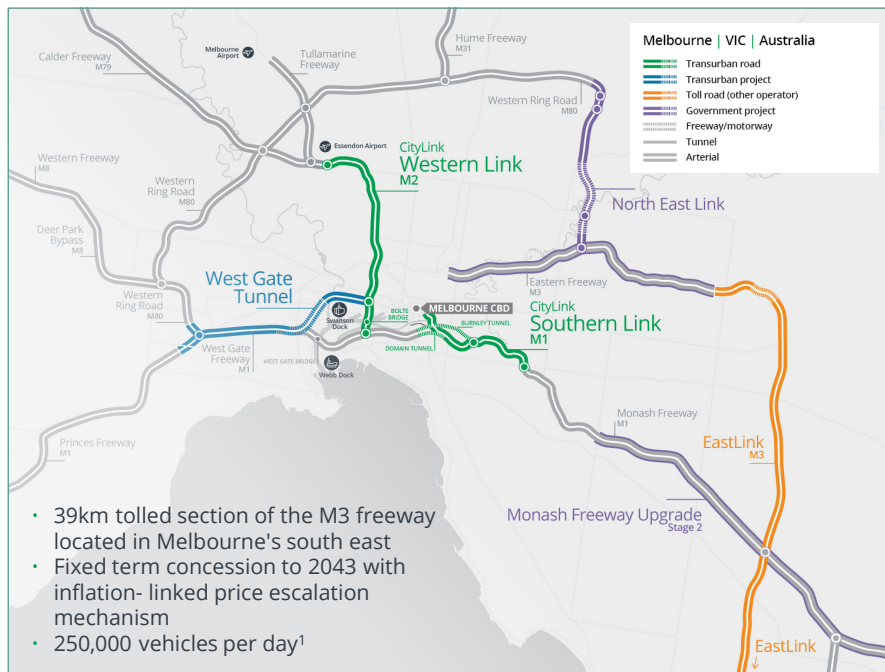 Melbourne | VIC | Australia
Transurban road
Transurban project
Toll road (other operator)
Government project
Freeway/motorway
Tunnel
Arterial
Hume Freeway
M31
Melbourne
Airport
Tullamarine
Freeway
Calder Freeway
M79
Western Ring Road
M80
Essendon Airport
CityLink
Western Link
M2
Western Freeway
M8
Western
Ring Road
M80
North East Link
Deer Park
Bypass
M8
West Gate
Tunnel
Eastern Freeway
M3
Western
Ring Road
M80
Swanson
Dock
BOLTE
BRIDGE
MELBOURNE CBD
BURNLEY TUNNEL
CityLink
Southern Link
M1
DOMAIN TUNNEL
West Gate
Freeway
M1
WEST GATE BRIDGE
Webb Dock
Monash Freeway
M1
Princes Freeway
M1
EastLink
M3
Monash Freeway Upgrade
Stage 2
• 39km tolled section of the M3 freeway
located in Melbourne's south east
• Fixed term concession to 2043 with
inflation- linked price escalation
mechanism
• 250,000 vehicles per day¹
EastLink